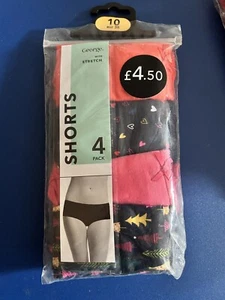 10
George.
WITH
STRETCH
£4.50
SHORTS
4
PACK